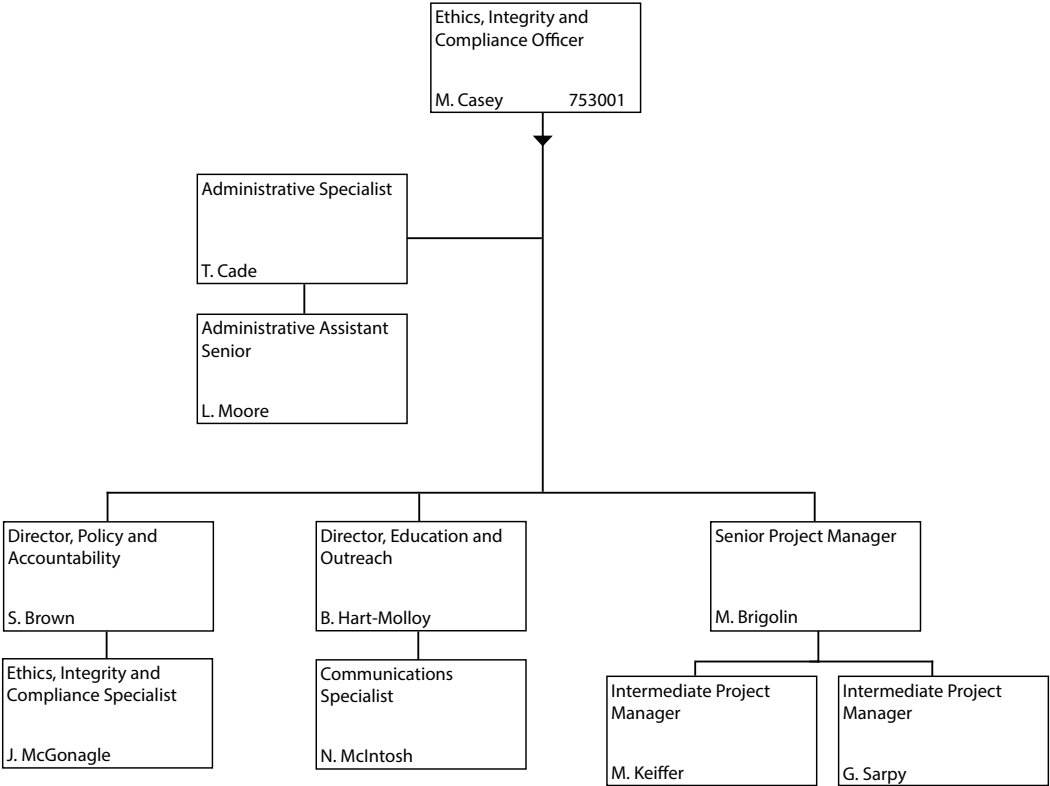 Ethics, Integrity and
Compliance Officer
M. Casey 753001
Administrative Specialist
T. Cade
Administrative Assistant
Senior
L. Moore
Director, Policy and
Accountability
S. Brown
Director, Education and
Outreach
B. Hart-Molloy
Senior Project Manager
M. Brigolin
Ethics, Integrity and
Compliance Specialist
J. McGonagle
Communications
Specialist
N. McIntosh
Intermediate Project
Manager
M. Keiffer
Intermediate Project
Manager
G. Sarpy